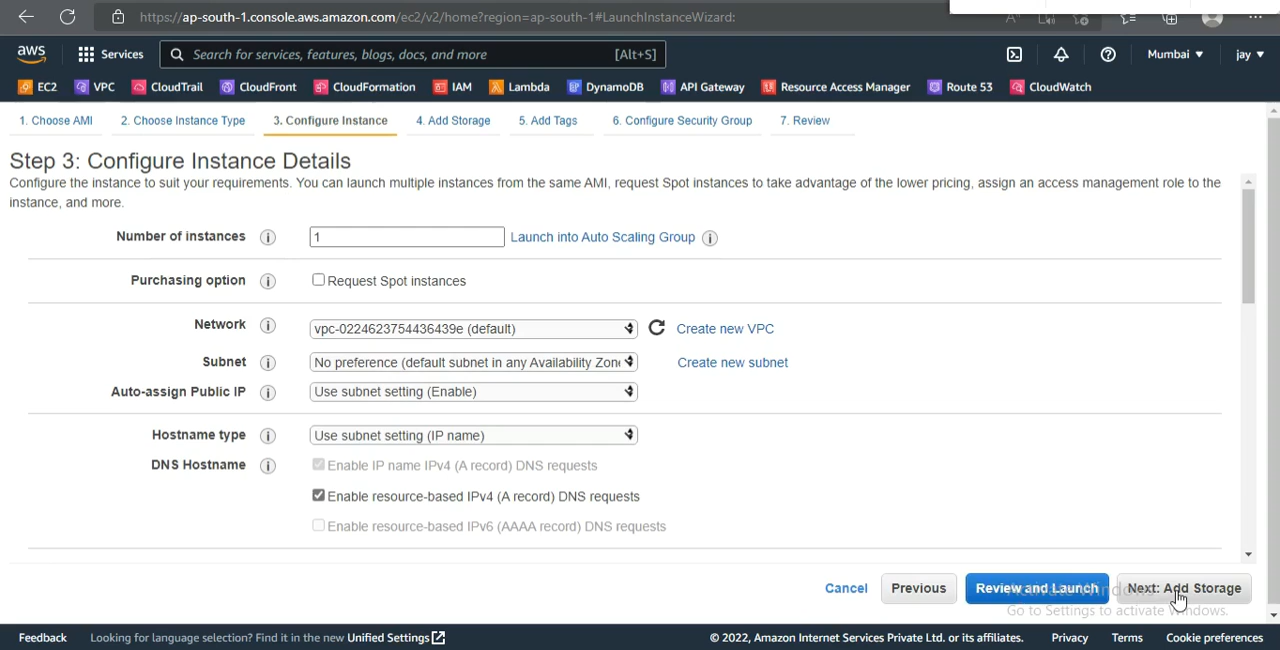 https://ap-south-1.console.aws.amazon.com/ec2/v2/home?region=ap-south-1#LaunchInstanceWizard:
aws Services Search for services, features, blogs, docs, and more [Alt+S] Mumbai jay
EC2 VPC CloudTrail CloudFront CloudFormation IAM Lambda DynamoDB API Gateway Resource Access Manager Route 53 CloudWatch
1. Choose AMI 2. Choose Instance Type 3. Configure Instance 4. Add Storage 5. Add Tags 6. Configure Security Group 7. Review
Step 3: Configure Instance Details
Configure the instance to suit your requirements. You can launch multiple instances from the same AMI, request Spot instances to take advantage of the lower pricing, assign an access management role to the
instance, and more.
Number of instances 1 Launch into Auto Scaling Group
Purchasing option Request Spot instances
Network vpc-0224623754436439e (default) Create new VPC
Subnet No preference (default subnet in any Availability Zon Create new subnet
Auto-assign Public IP Use subnet setting (Enable)
Hostname type Use subnet setting (IP name)
DNS Hostname Enable IP name IPv4 (A record) DNS requests
Enable resource-based IPv4 (A record) DNS requests
Enable resource-based IPv6 (AAAA record) DNS requests
Cancel Previous Review and Launch Next: Add Storage
Activate Windows
Go to Settings to activate Windows.
Feedback Looking for language selection? Find it in the new Unified Settings © 2022, Amazon Internet Services Private Ltd. or its affiliates. Privacy Terms Cookie preferences